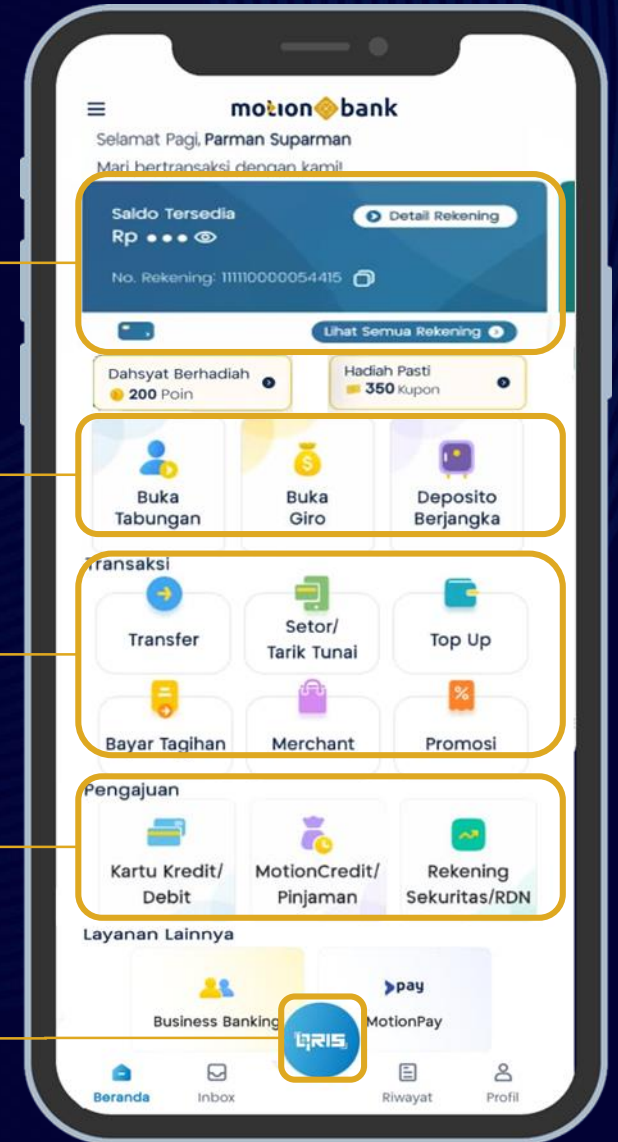 motion bank
Selamat Pagi, Parman Suparman
Mari bertransaksi dengan kami!
Saldo Tersedia
Detail Rekening
Rp •••
No. Rekening: 111110000054415
Lihat Semua Rekening
Dahsyat Berhadiah
200 Poin
Hadiah Pasti
350 Kupon
Buka
Tabungan
Buka
Giro
Deposito
Berjangka
Transaksi
Transfer
Setor/
Tarik Tunai
Top Up
Bayar Tagihan
Merchant
Promosi
Pengajuan
Kartu Kredit/
Debit
MotionCredit/
Pinjaman
Rekening
Sekuritas/RDN
Layanan Lainnya
Business Banking
pay
MotionPay
QRIS
Beranda
Inbox
Riwayat
Profil